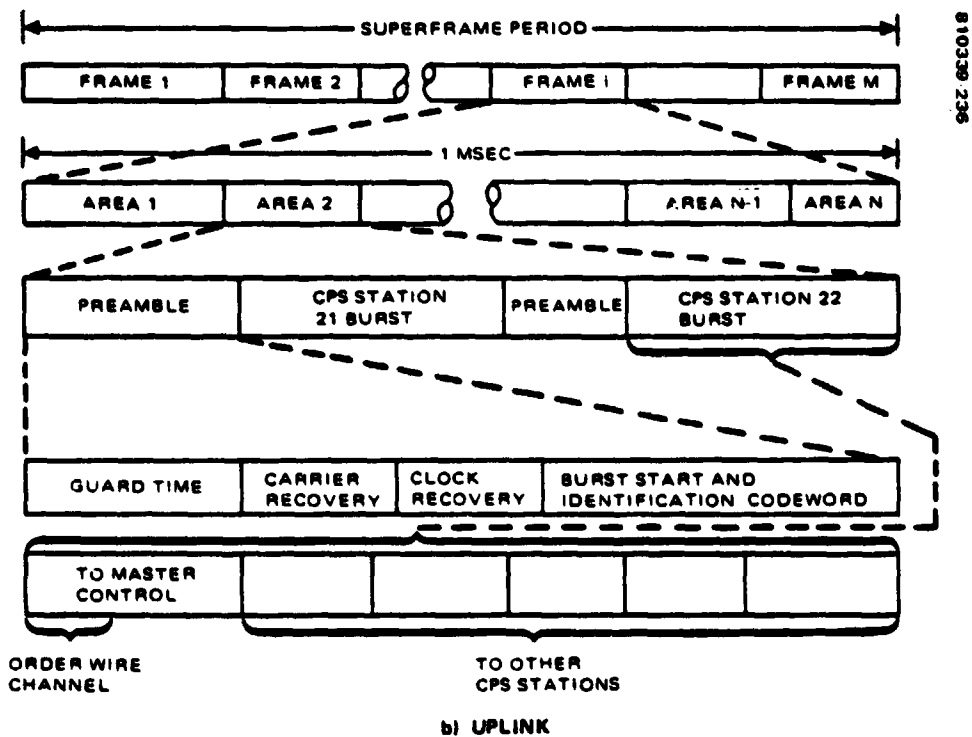 SUPERFRAME PERIOD
810339-236
FRAME 1 FRAME 2 FRAME i FRAME M
1 MSEC
AREA 1 AREA 2 AREA N-1 AREA N
PREAMBLE CPS STATION 21 BURST PREAMBLE CPS STATION 22 BURST
GUARD TIME CARRIER RECOVERY CLOCK RECOVERY BURST START AND IDENTIFICATION CODEWORD
TO MASTER
CONTROL
ORDER WIRE
CHANNEL
TO OTHER
CPS STATIONS
b) UPLINK